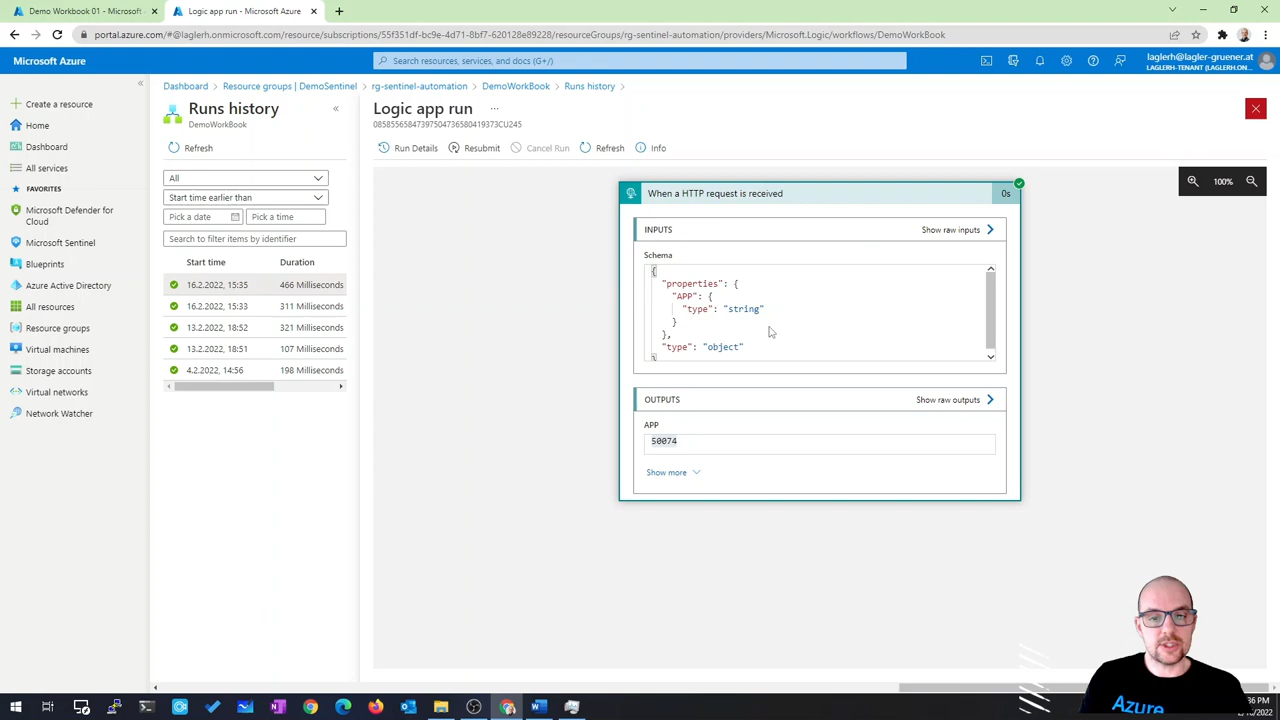 Demo Workbook 01 - Microsoft
Logic app run - Microsoft Azure
portal.azure.com/#@laglerh.onmicrosoft.com/resource/subscriptions/55f351df-bc9e-4d71-8bf7-620128e89228/resourceGroups/rg-sentinel-automation/providers/Microsoft.Logic/workflows/DemoWorkBook
Microsoft Azure
Search resources, services, and docs (G+/)
laglerh@lagler-gruener.at
LAGLERH-TENANT (LAGLERH.ON...
Create a resource
Home
Dashboard
All services
FAVORITES
Microsoft Defender for Cloud
Microsoft Sentinel
Blueprints
Azure Active Directory
All resources
Resource groups
Virtual machines
Storage accounts
Virtual networks
Network Watcher
Dashboard > Resource groups | DemoSentinel > rg-sentinel-automation > DemoWorkBook > Runs history >
Runs history
DemoWorkBook
Refresh
All
Start time earlier than
Pick a date
Pick a time
Search to filter items by identifier
Start time Duration
16.2.2022, 15:35 466 Milliseconds
16.2.2022, 15:33 311 Milliseconds
13.2.2022, 18:52 321 Milliseconds
13.2.2022, 18:51 107 Milliseconds
4.2.2022, 14:56 198 Milliseconds
Logic app run ...
08585565847397504736580419373CU245
Run Details Resubmit Cancel Run Refresh Info
100%
When a HTTP request is received 0s
INPUTS Show raw inputs
Schema
{
"properties": {
"APP": {
"type": "string"
}
},
"type": "object"
}
OUTPUTS Show raw outputs
APP
50074
Show more
Azure